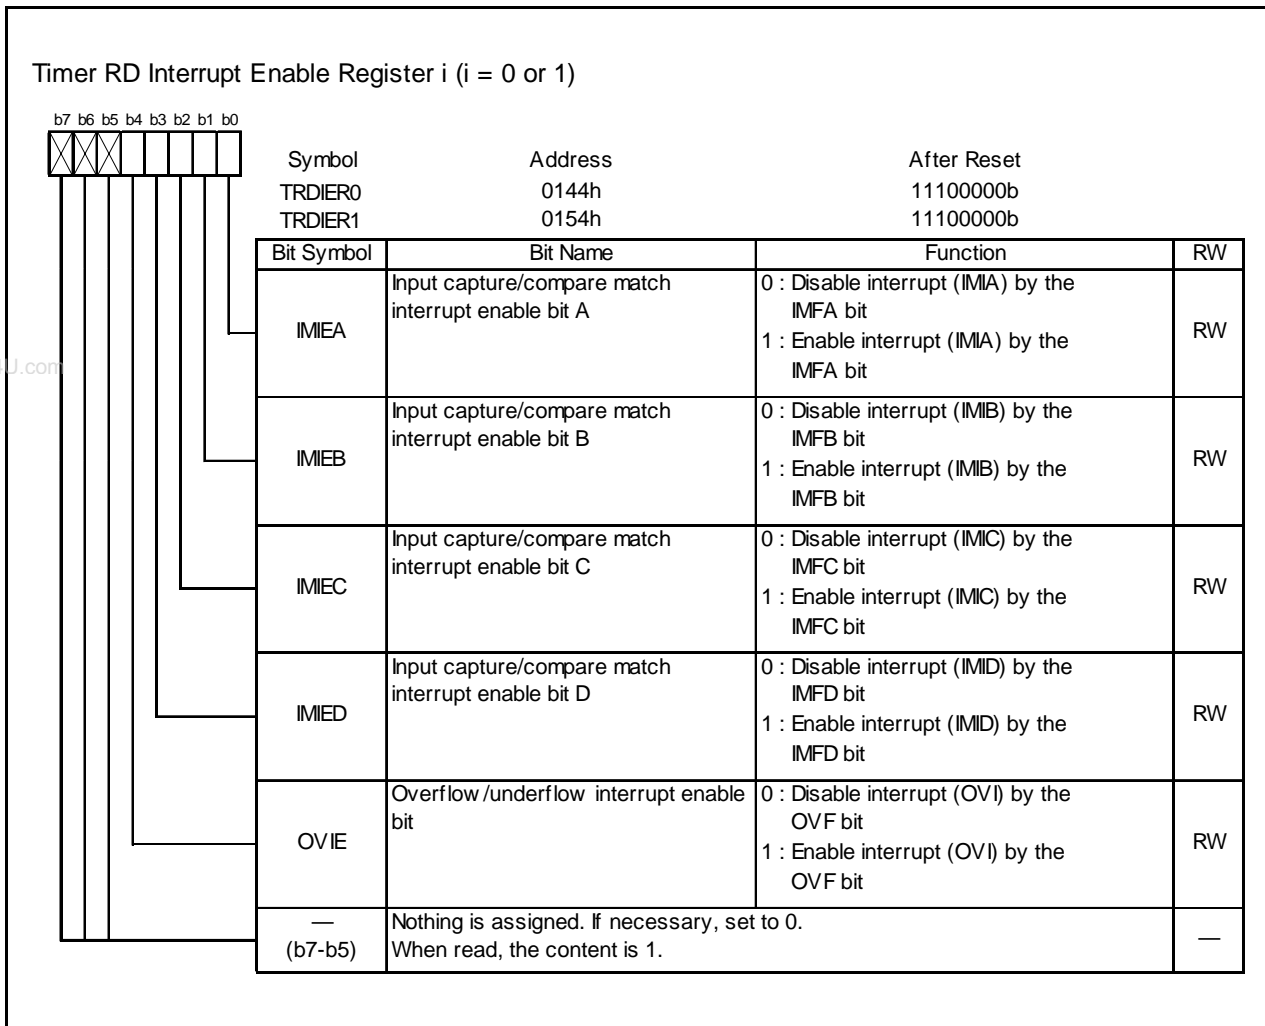 Timer RD Interrupt Enable Register i (i = 0 or 1)
b7 b6 b5 b4 b3 b2 b1 b0
Symbol Address After Reset
TRDIER0 0144h 11100000b
TRDIER1 0154h 11100000b
Bit Symbol Bit Name Function RW
IMIEA
Input capture/compare match
interrupt enable bit A
0 : Disable interrupt (IMIA) by the
IMFA bit
1 : Enable interrupt (IMIA) by the
IMFA bit
RW
U.com
IMIEB
Input capture/compare match
interrupt enable bit B
0 : Disable interrupt (IMIB) by the
IMFB bit
1 : Enable interrupt (IMIB) by the
IMFB bit
RW
IMIEC
Input capture/compare match
interrupt enable bit C
0 : Disable interrupt (IMIC) by the
IMFC bit
1 : Enable interrupt (IMIC) by the
IMFC bit
RW
IMIED
Input capture/compare match
interrupt enable bit D
0 : Disable interrupt (IMID) by the
IMFD bit
1 : Enable interrupt (IMID) by the
IMFD bit
RW
OVIE
Overflow/underflow interrupt enable
bit
0 : Disable interrupt (OVI) by the
OVF bit
1 : Enable interrupt (OVI) by the
OVF bit
RW
—
(b7-b5)
Nothing is assigned. If necessary, set to 0.
When read, the content is 1.
—